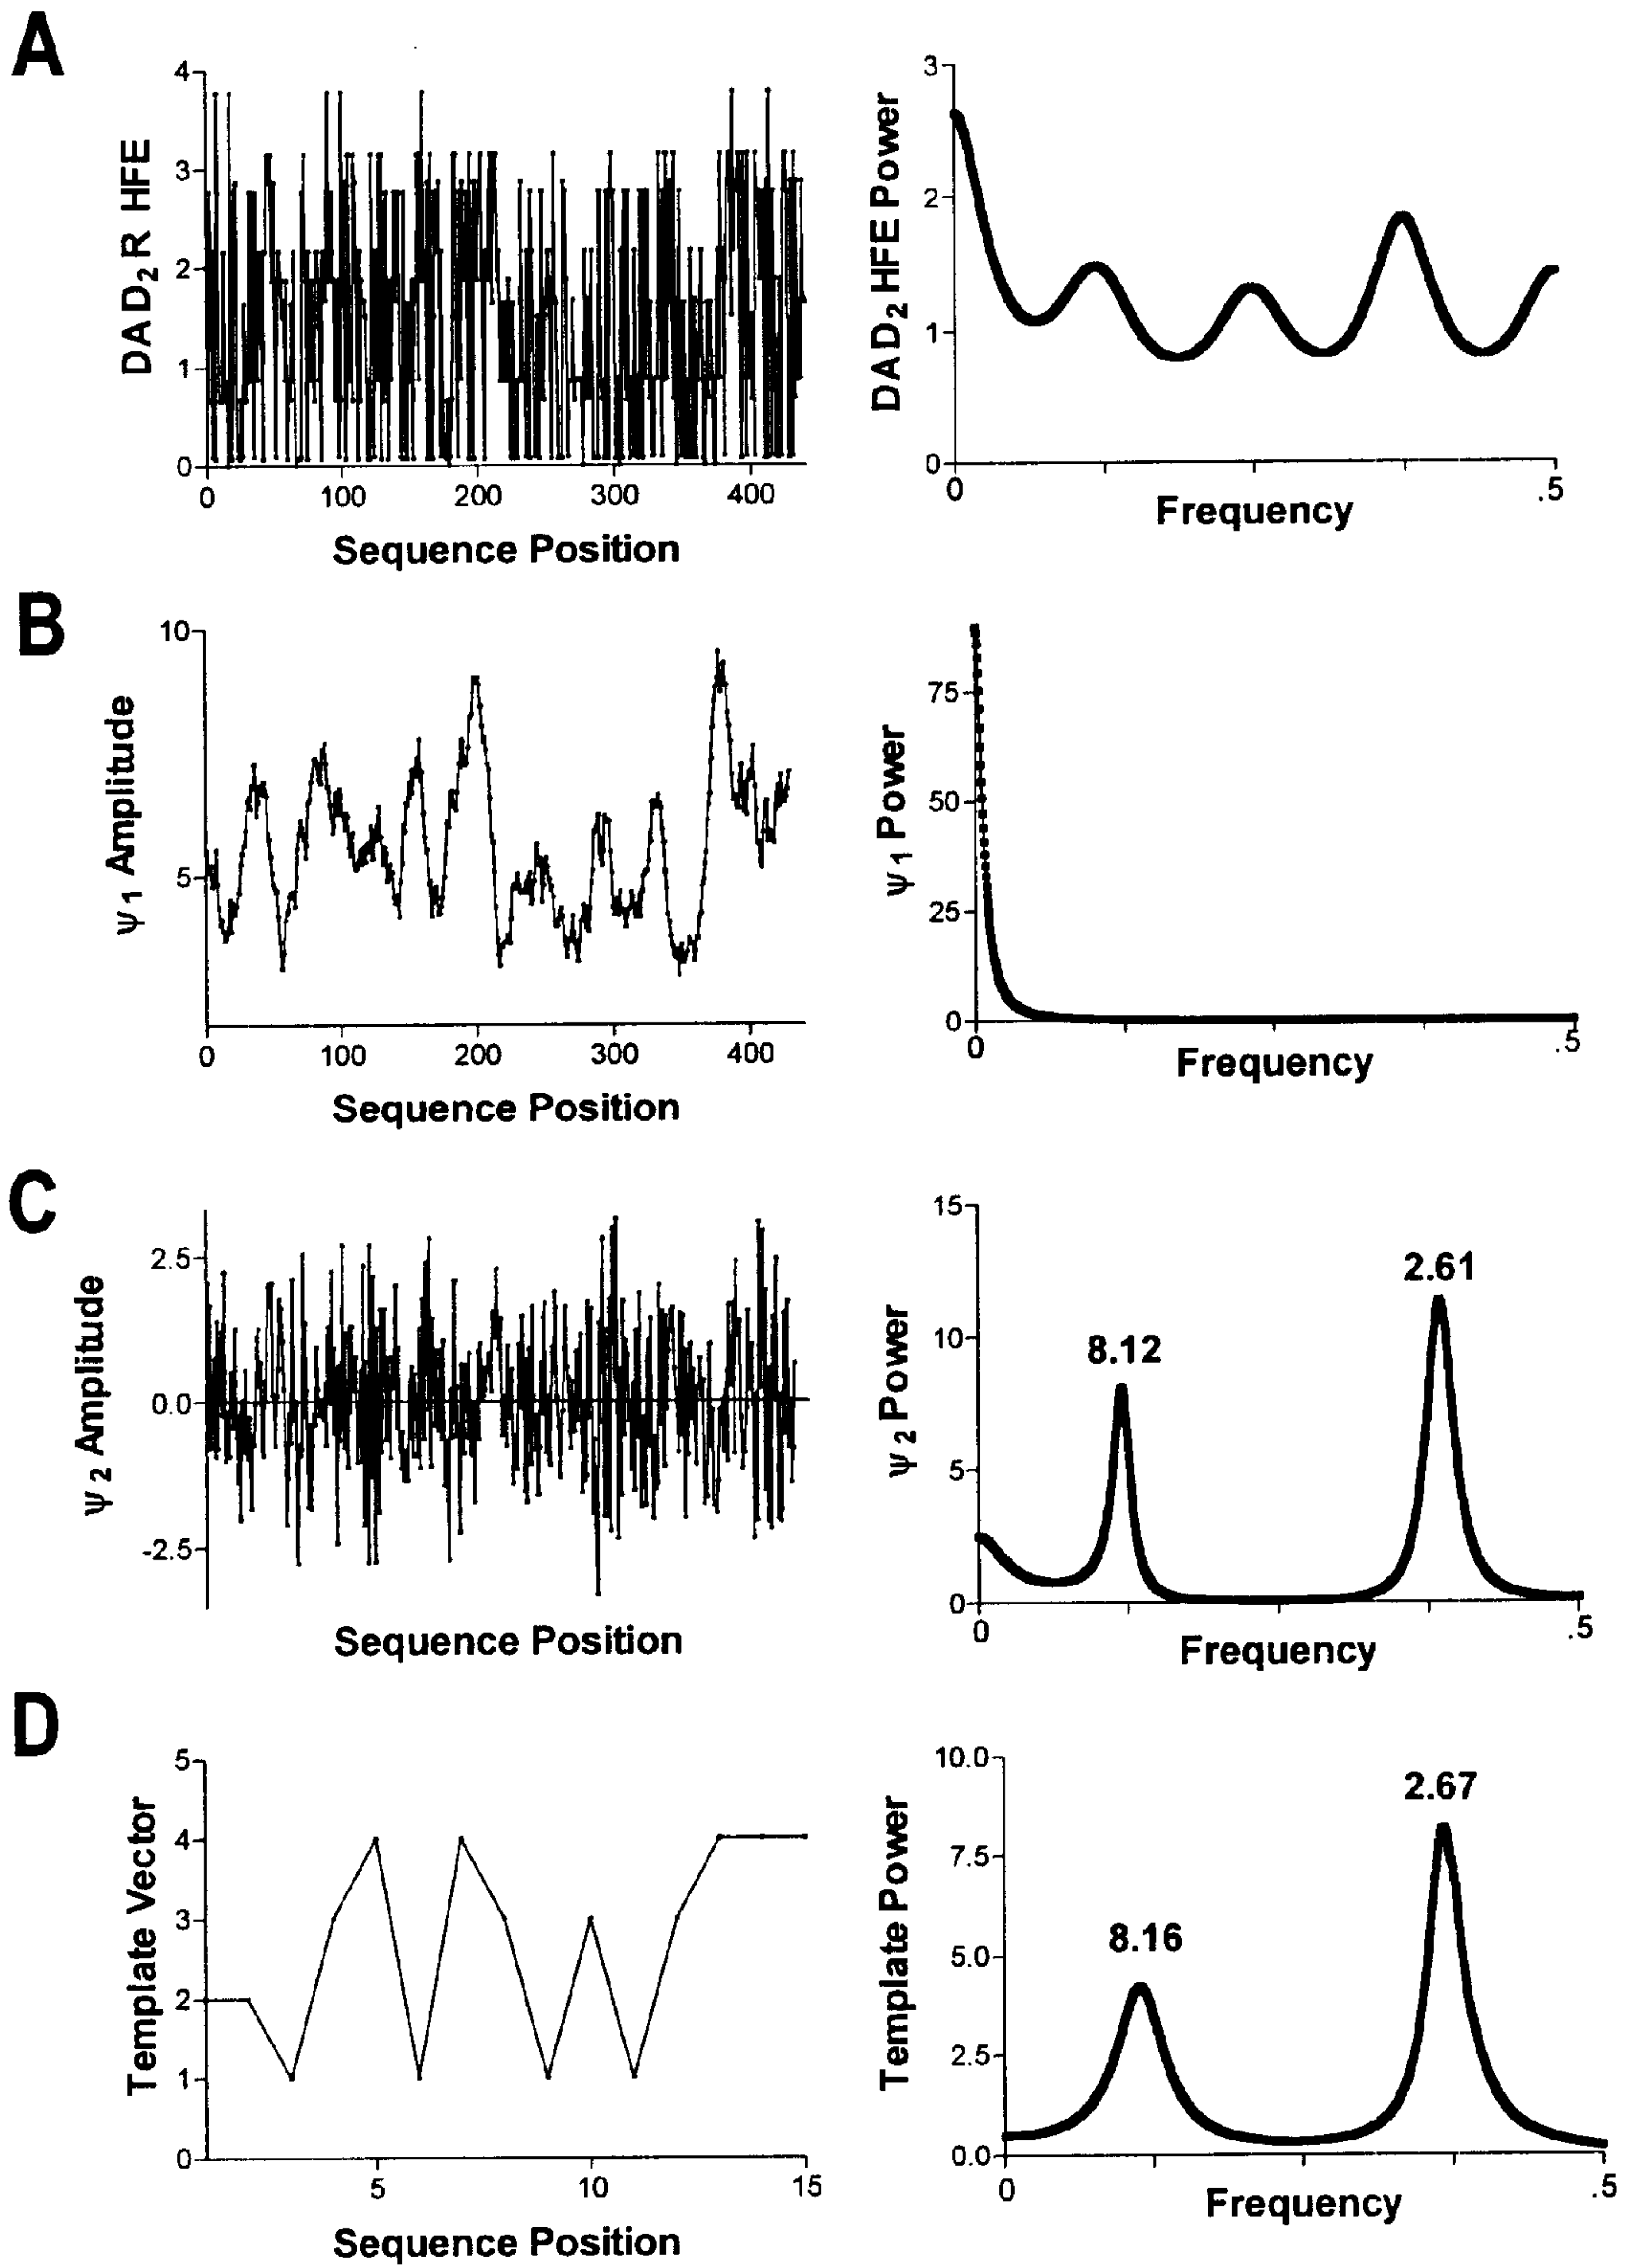 A
DAD2R HFE
4
3
2
1
0
0 100 200 300 400
Sequence Position
DAD2 HFE Power
3
2
1
0
0 .5
Frequency
B
ψ1 Amplitude
10
5
0 100 200 300 400
Sequence Position
ψ1 Power
75
50
25
0
0 .5
Frequency
C
ψ2 Amplitude
2.5
0.0
-2.5
Sequence Position
ψ2 Power
15
10
5
0
8.12
2.61
0 .5
Frequency
D
Template Vector
5
4
3
2
1
0
5 10 15
Sequence Position
Template Power
10.0
7.5
5.0
2.5
0.0
8.16
2.67
0 .5
Frequency